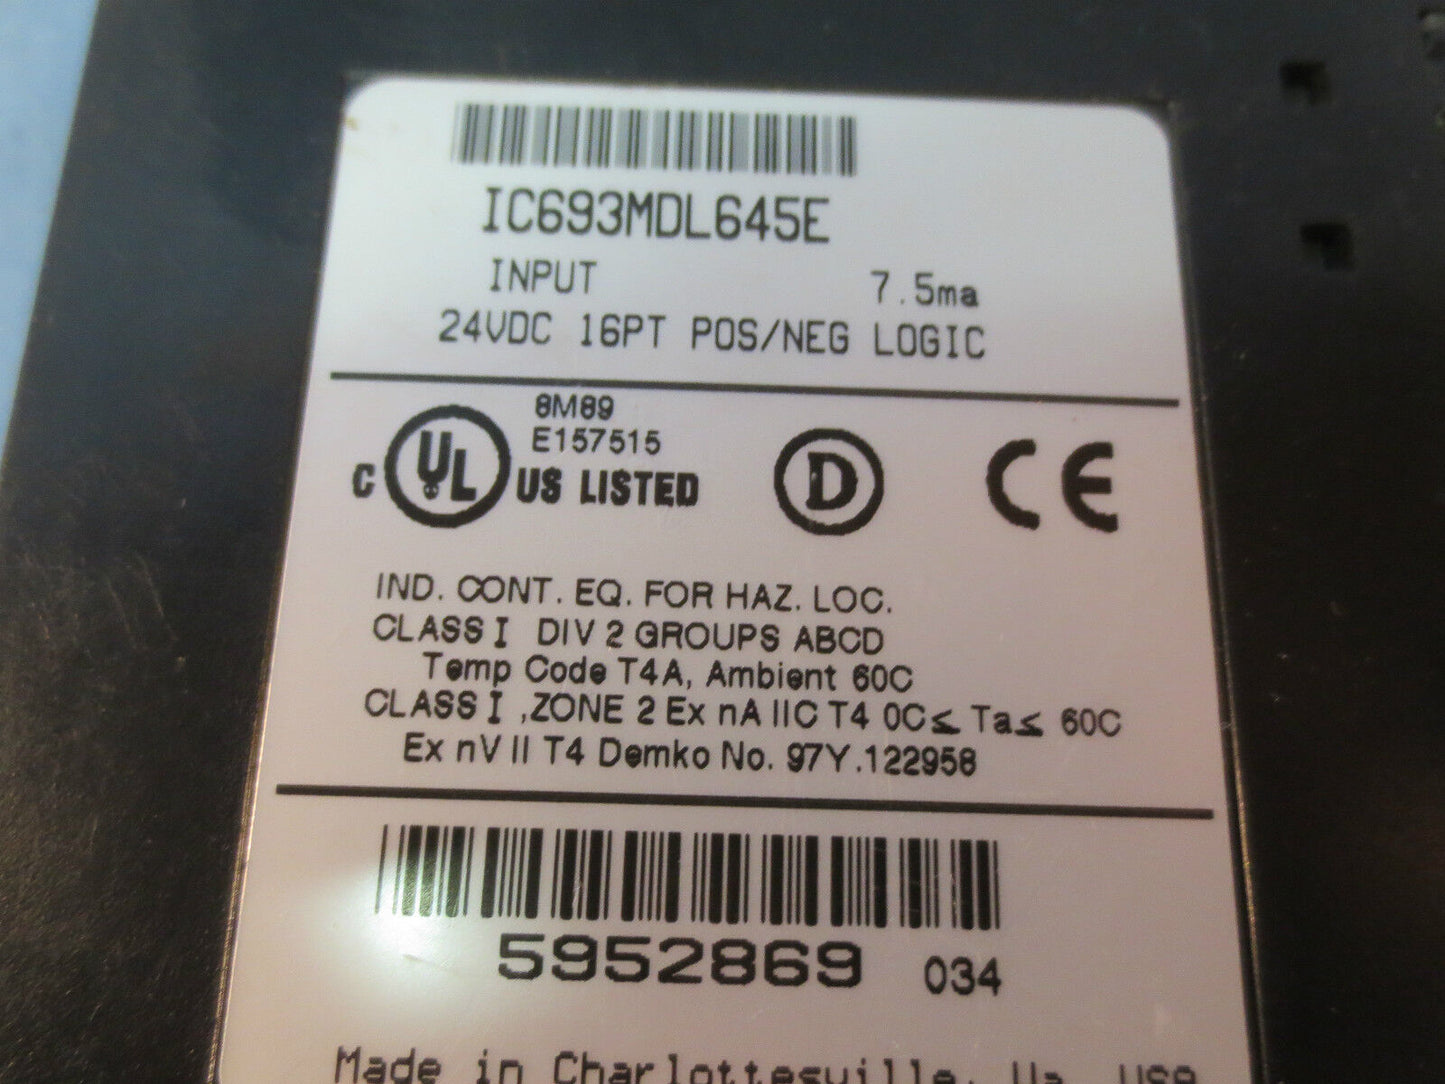 IC693MDL645E
INPUT 7.5ma
24VDC 16PT POS/NEG LOGIC
8M89
E157515
C UL US LISTED
D
CE
IND. CONT. EQ. FOR HAZ. LOC.
CLASS I DIV 2 GROUPS ABCD
Temp Code T4A, Ambient 60C
CLASS I ,ZONE 2 Ex nA IIC T4 0C≤ Ta≤ 60C
Ex nV II T4 Demko No. 97Y.122958
5952869 034
Made in Charlottesville, Va. USA